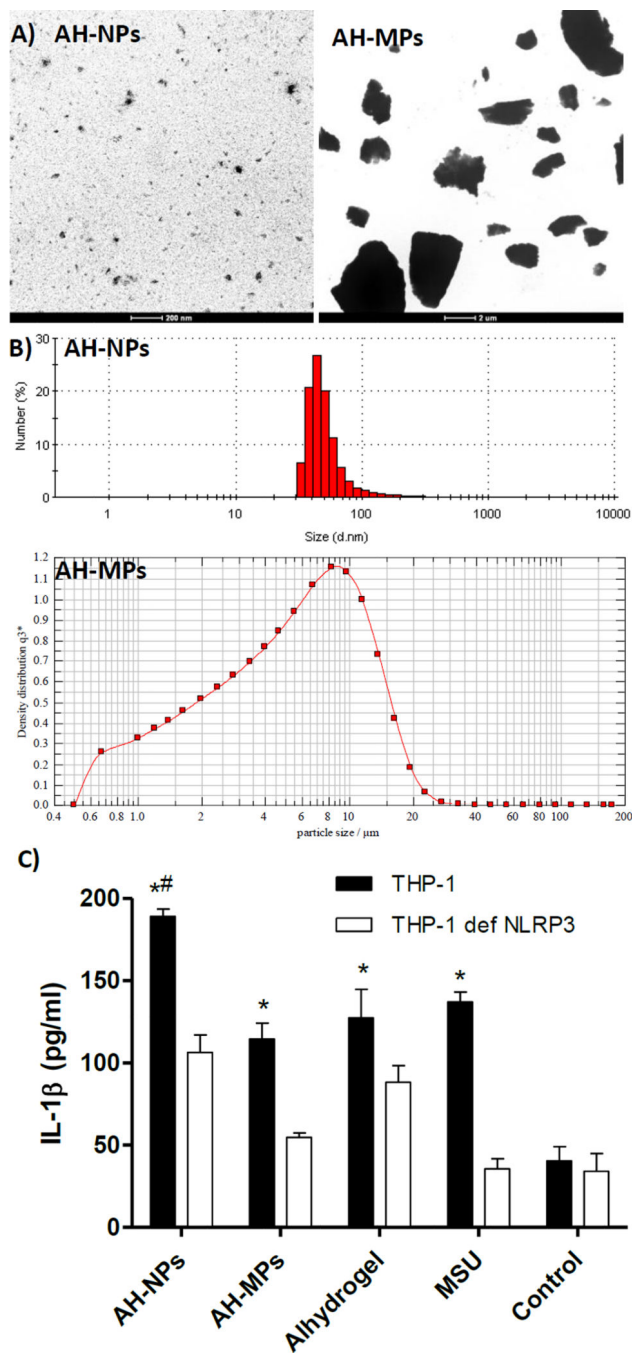 A) AH-NPs
AH-MPs
200 nm
2 um
B) AH-NPs
30
20
10
0
Number (%)
1 10 100 1000 10000
Size (d.nm)
AH-MPs
1.2
1.1
1.0
0.9
0.8
0.7
0.6
0.5
0.4
0.3
0.2
0.1
0.0
Density distribution q3*
0.4 0.6 0.8 1.0 2 4 6 8 10 20 40 60 80 100 200
particle size / µm
C)
THP-1
THP-1 def NLRP3
*#
*
*
*
200
150
100
50
0
IL-1β (pg/ml)
AH-NPs
AH-MPs
Alhydrogel
MSU
Control